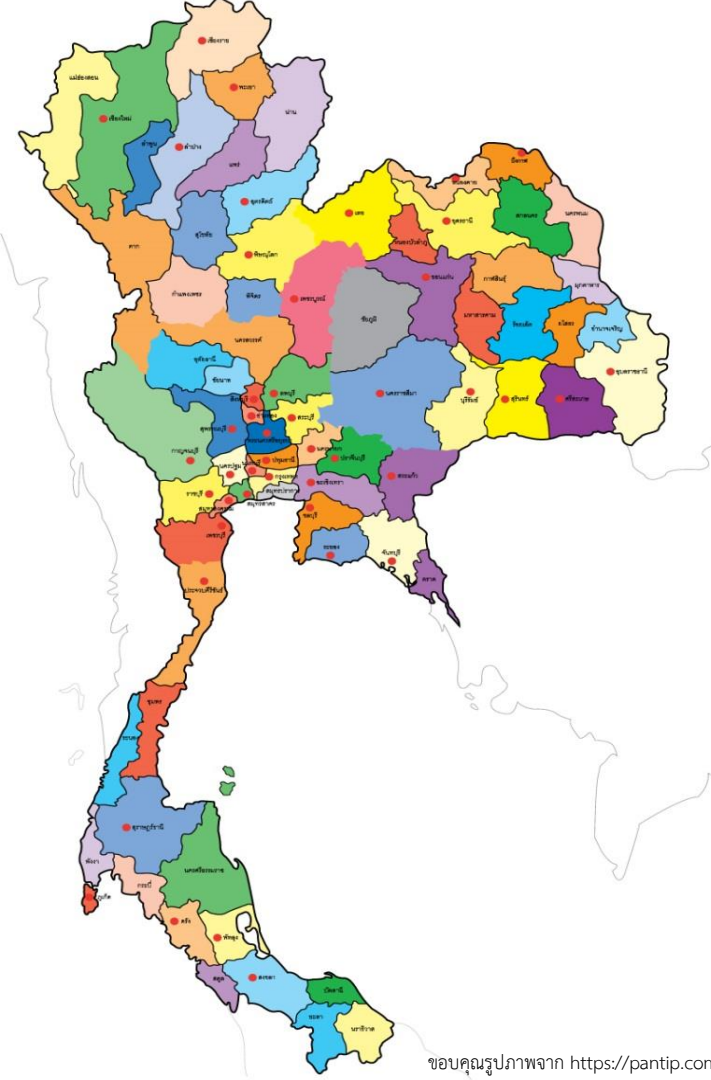 เชียงราย
แม่ฮ่องสอน
พะเยา
น่าน
เชียงใหม่
ลำพูน
ลำปาง
แพร่
อุตรดิตถ์
ตาก
สุโขทัย
พิษณุโลก
เลย
หนองคาย
บึงกาฬ
อุดรธานี
หนองบัวลำภู
สกลนคร
นครพนม
กำแพงเพชร
พิจิตร
เพชรบูรณ์
ขอนแก่น
กาฬสินธุ์
มุกดาหาร
ชัยภูมิ
มหาสารคาม
ร้อยเอ็ด
ยโสธร
อำนาจเจริญ
นครสวรรค์
อุทัยธานี
ชัยนาท
ลพบุรี
นครราชสีมา
บุรีรัมย์
สุรินทร์
ศรีสะเกษ
อุบลราชธานี
สุพรรณบุรี
สระบุรี
กาญจนบุรี
นครปฐม
ปทุมธานี
ปราจีนบุรี
สระแก้ว
ราชบุรี
กรุงเทพฯ
ฉะเชิงเทรา
สมุทรปราการ
สมุทรสาคร
สมุทรสงคราม
เพชรบุรี
ชลบุรี
ระยอง
จันทบุรี
ตราด
ประจวบคีรีขันธ์
ชุมพร
ระนอง
สุราษฎร์ธานี
พังงา
ภูเก็ต
กระบี่
นครศรีธรรมราช
ตรัง
พัทลุง
สตูล
สงขลา
ปัตตานี
ยะลา
นราธิวาส
ขอบคุณรูปภาพจาก https://pantip.com